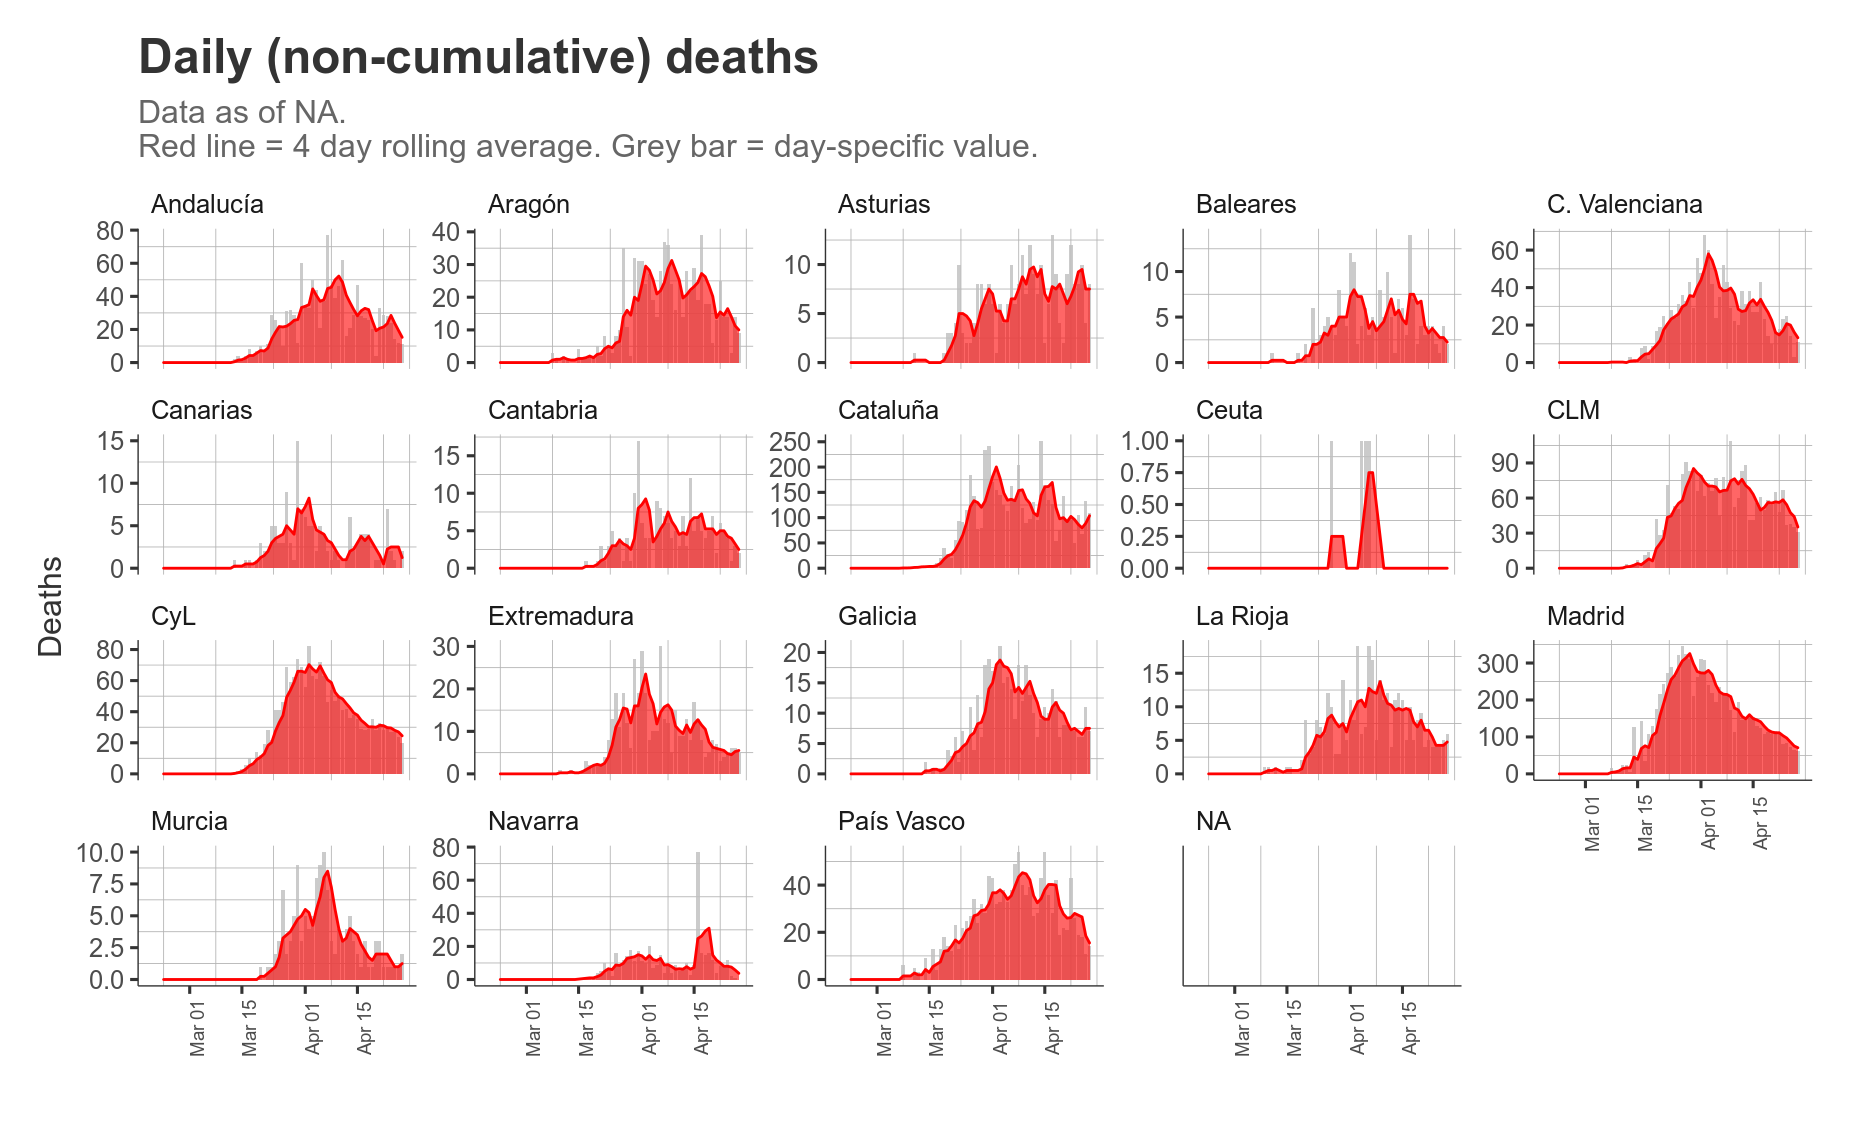 Daily (non-cumulative) deaths
Data as of NA.
Red line = 4 day rolling average. Grey bar = day-specific value.
Deaths
Andalucía
80
60
40
20
0
Aragón
40
30
20
10
0
Asturias
10
5
0
Baleares
10
5
0
C. Valenciana
60
40
20
0
Canarias
15
10
5
0
Cantabria
15
10
5
0
Cataluña
250
200
150
100
50
0
Ceuta
1.00
0.75
0.50
0.25
0.00
CLM
90
60
30
0
CyL
80
60
40
20
0
Extremadura
30
20
10
0
Galicia
20
15
10
5
0
La Rioja
15
10
5
0
Madrid
300
200
100
0
Mar 01
Mar 15
Apr 01
Apr 15
Murcia
10.0
7.5
5.0
2.5
0.0
Mar 01
Mar 15
Apr 01
Apr 15
Navarra
80
60
40
20
0
Mar 01
Mar 15
Apr 01
Apr 15
País Vasco
40
20
0
Mar 01
Mar 15
Apr 01
Apr 15
NA
Mar 01
Mar 15
Apr 01
Apr 15